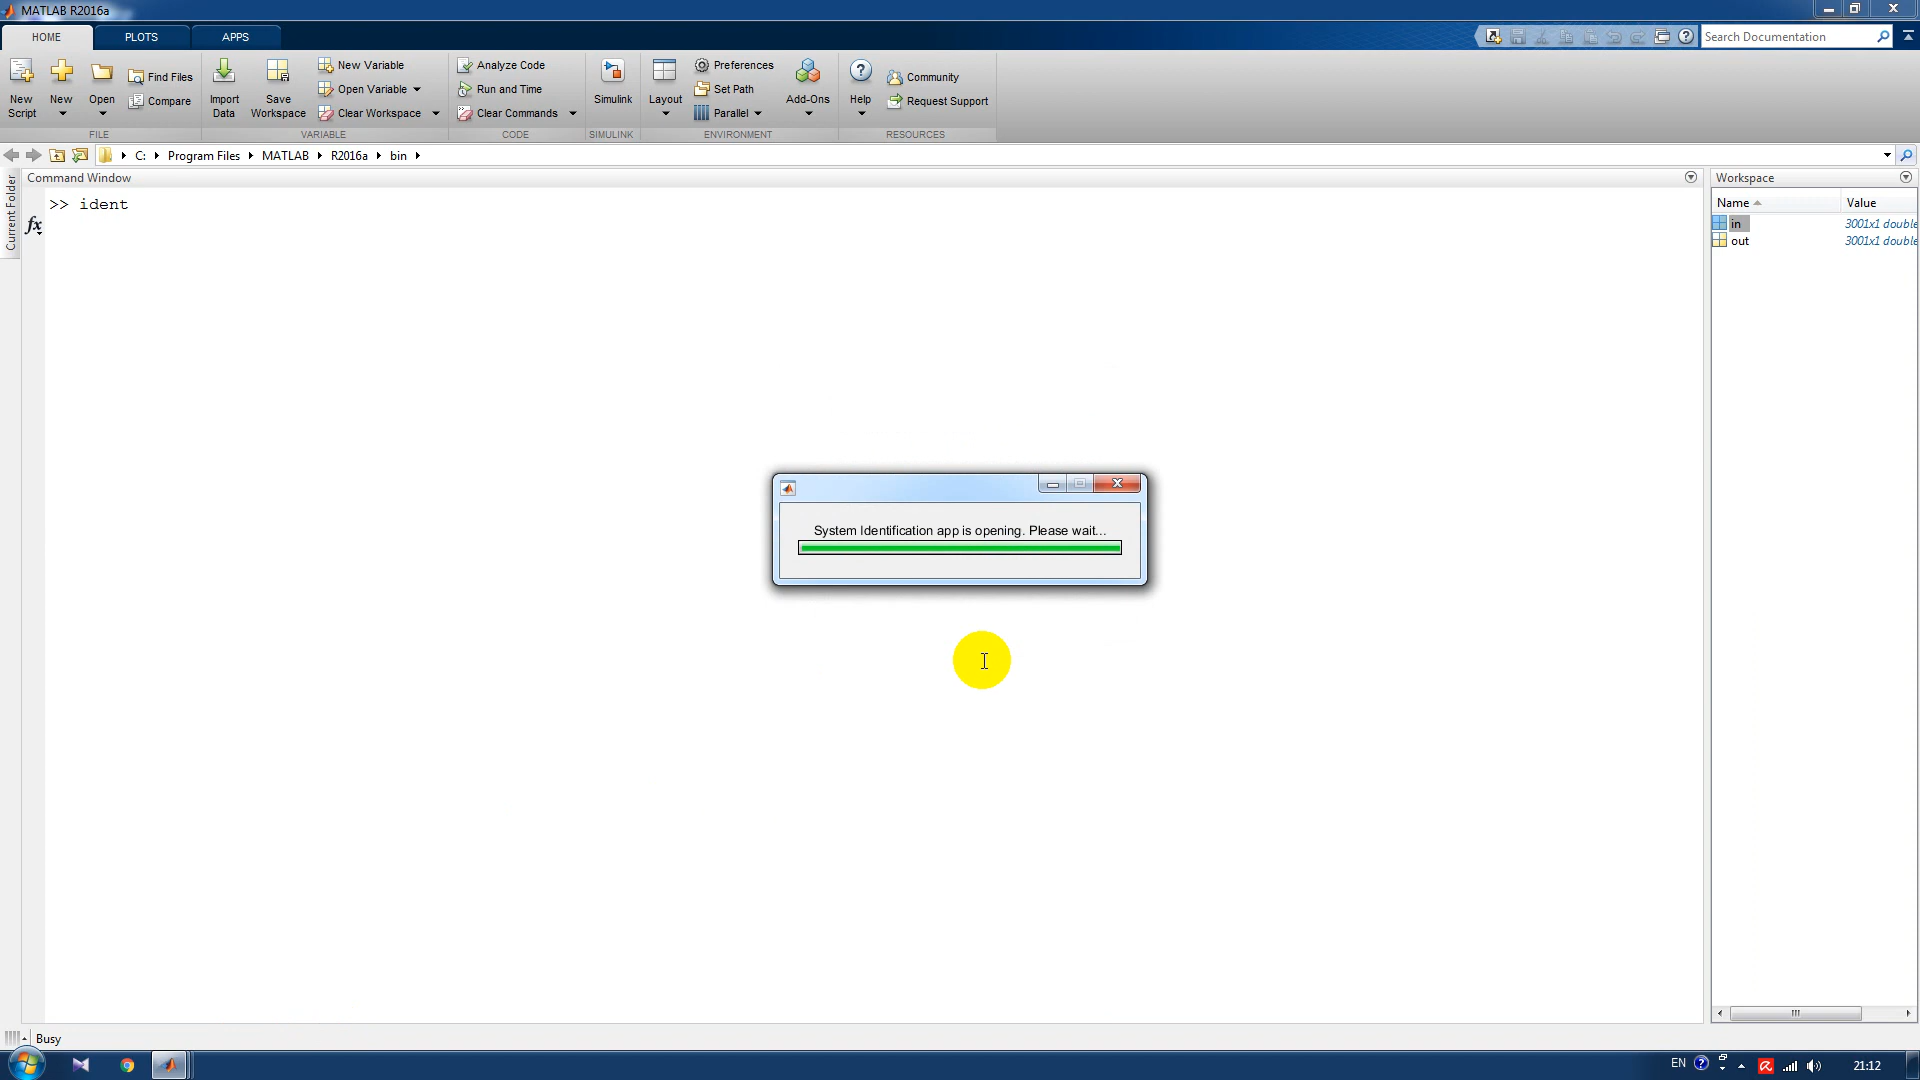 MATLAB R2016a
HOME PLOTS APPS
Search Documentation
New Script
New
Open
Find Files
Compare
Import Data
Save Workspace
New Variable
Open Variable
Clear Workspace
Analyze Code
Run and Time
Clear Commands
Simulink
Layout
Preferences
Set Path
Parallel
Add-Ons
Help
Community
Request Support
FILE VARIABLE CODE SIMULINK ENVIRONMENT RESOURCES
C: Program Files MATLAB R2016a bin
Current Folder
Command Window
>> ident
fx
Workspace
Name Value
in 3001x1 double
out 3001x1 double
System Identification app is opening. Please wait...
Busy
EN 21:12